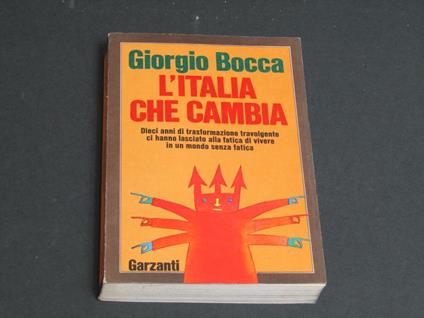 Giorgio Bocca
L'ITALIA
CHE CAMBIA
Dieci anni di trasformazione travolgente
ci hanno lasciato alla fatica di vivere
in un mondo senza fatica
Garzanti